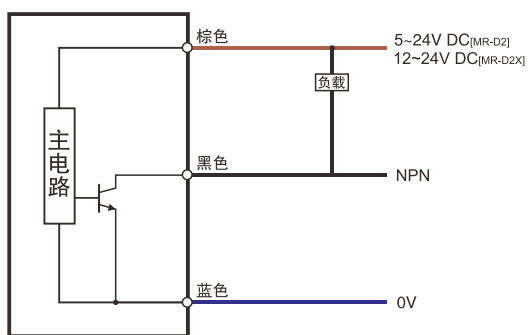 棕色
5~24V DC[MR-D2]
12~24V DC[MR-D2X]
负载
主电路
黑色
NPN
蓝色
0V